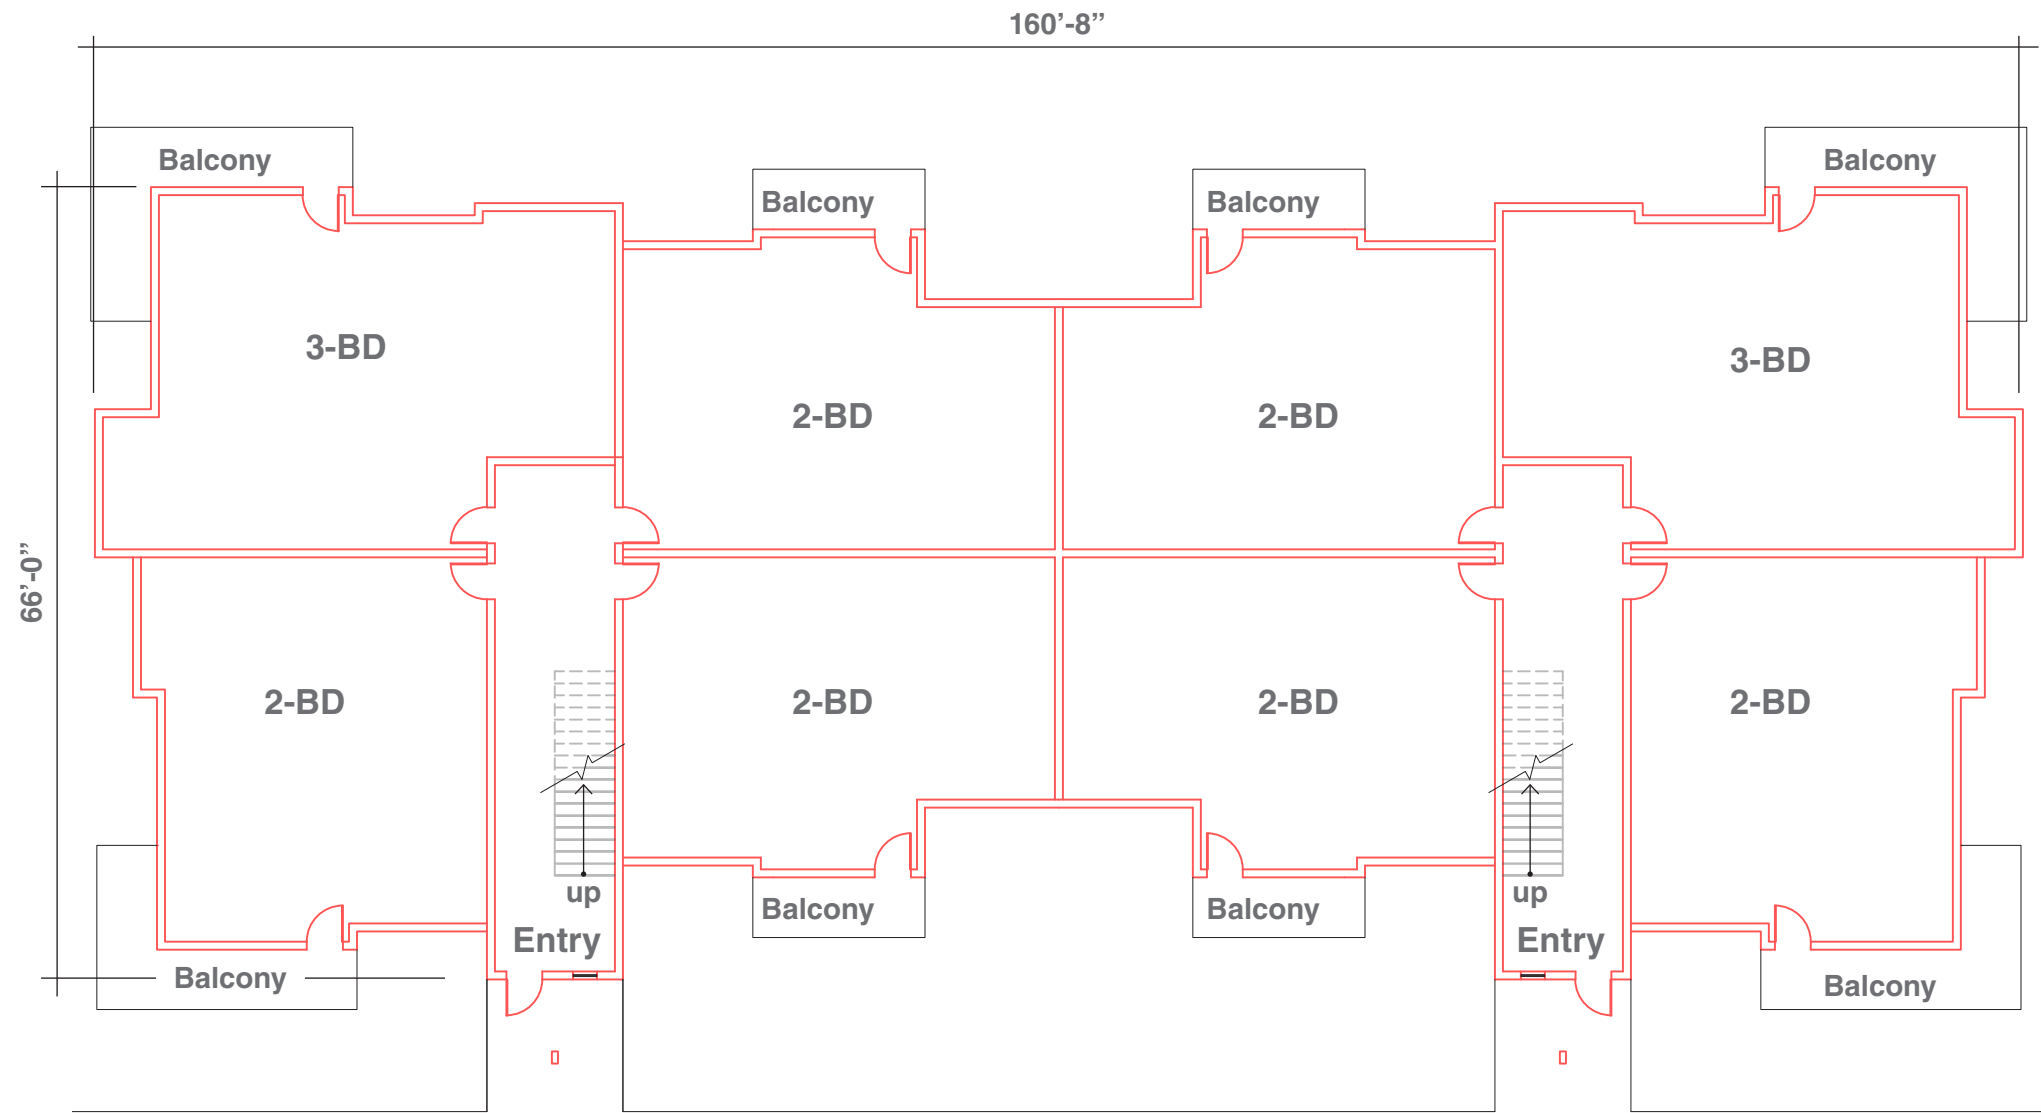 160’-8”
Balcony
Balcony
Balcony
Balcony
3-BD
3-BD
2-BD
2-BD
66’-0”
2-BD
2-BD
2-BD
2-BD
up
up
Balcony
Balcony
Entry
Entry
Balcony
Balcony